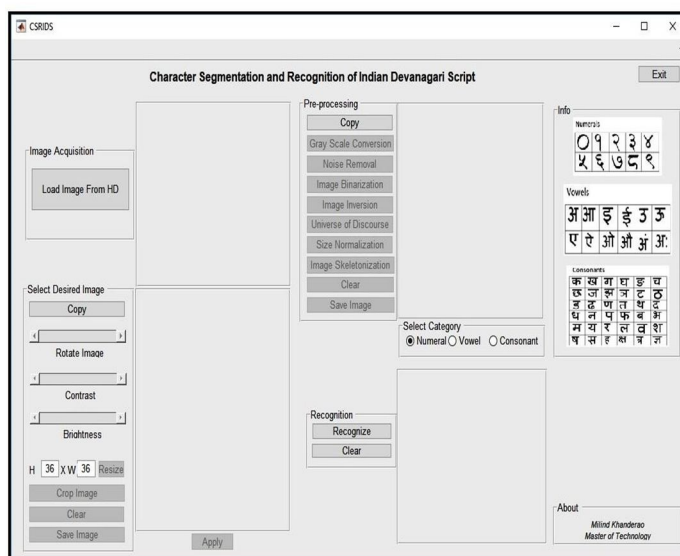 CSRIDS
Character Segmentation and Recognition of Indian Devanagari Script
Exit
Image Acquisition
Load Image From HD
Select Desired Image
Copy
Rotate Image
Contrast
Brightness
H 36 X W 36 Resize
Crop Image
Clear
Save Image
Apply
Pre-processing
Copy
Gray Scale Conversion
Noise Removal
Image Binarization
Image Inversion
Universe of Discourse
Size Normalization
Image Skeletonization
Clear
Save Image
Select Category
Numeral Vowel Consonant
Recognition
Recognize
Clear
Info
Numerals
० १ २ ३ ४
५ ६ ७ ८ ९
Vowels
अ आ इ ई उ ऊ
ए ऐ ओ औ अं अः
Consonants
क ख ग घ ङ च
छ ज झ ञ ट ठ
ड ढ ण त थ द
ध न प फ ब भ
म य र ल व श
ष स ह क्ष त्र ज्ञ
About
Milind Khanderao
Master of Technology